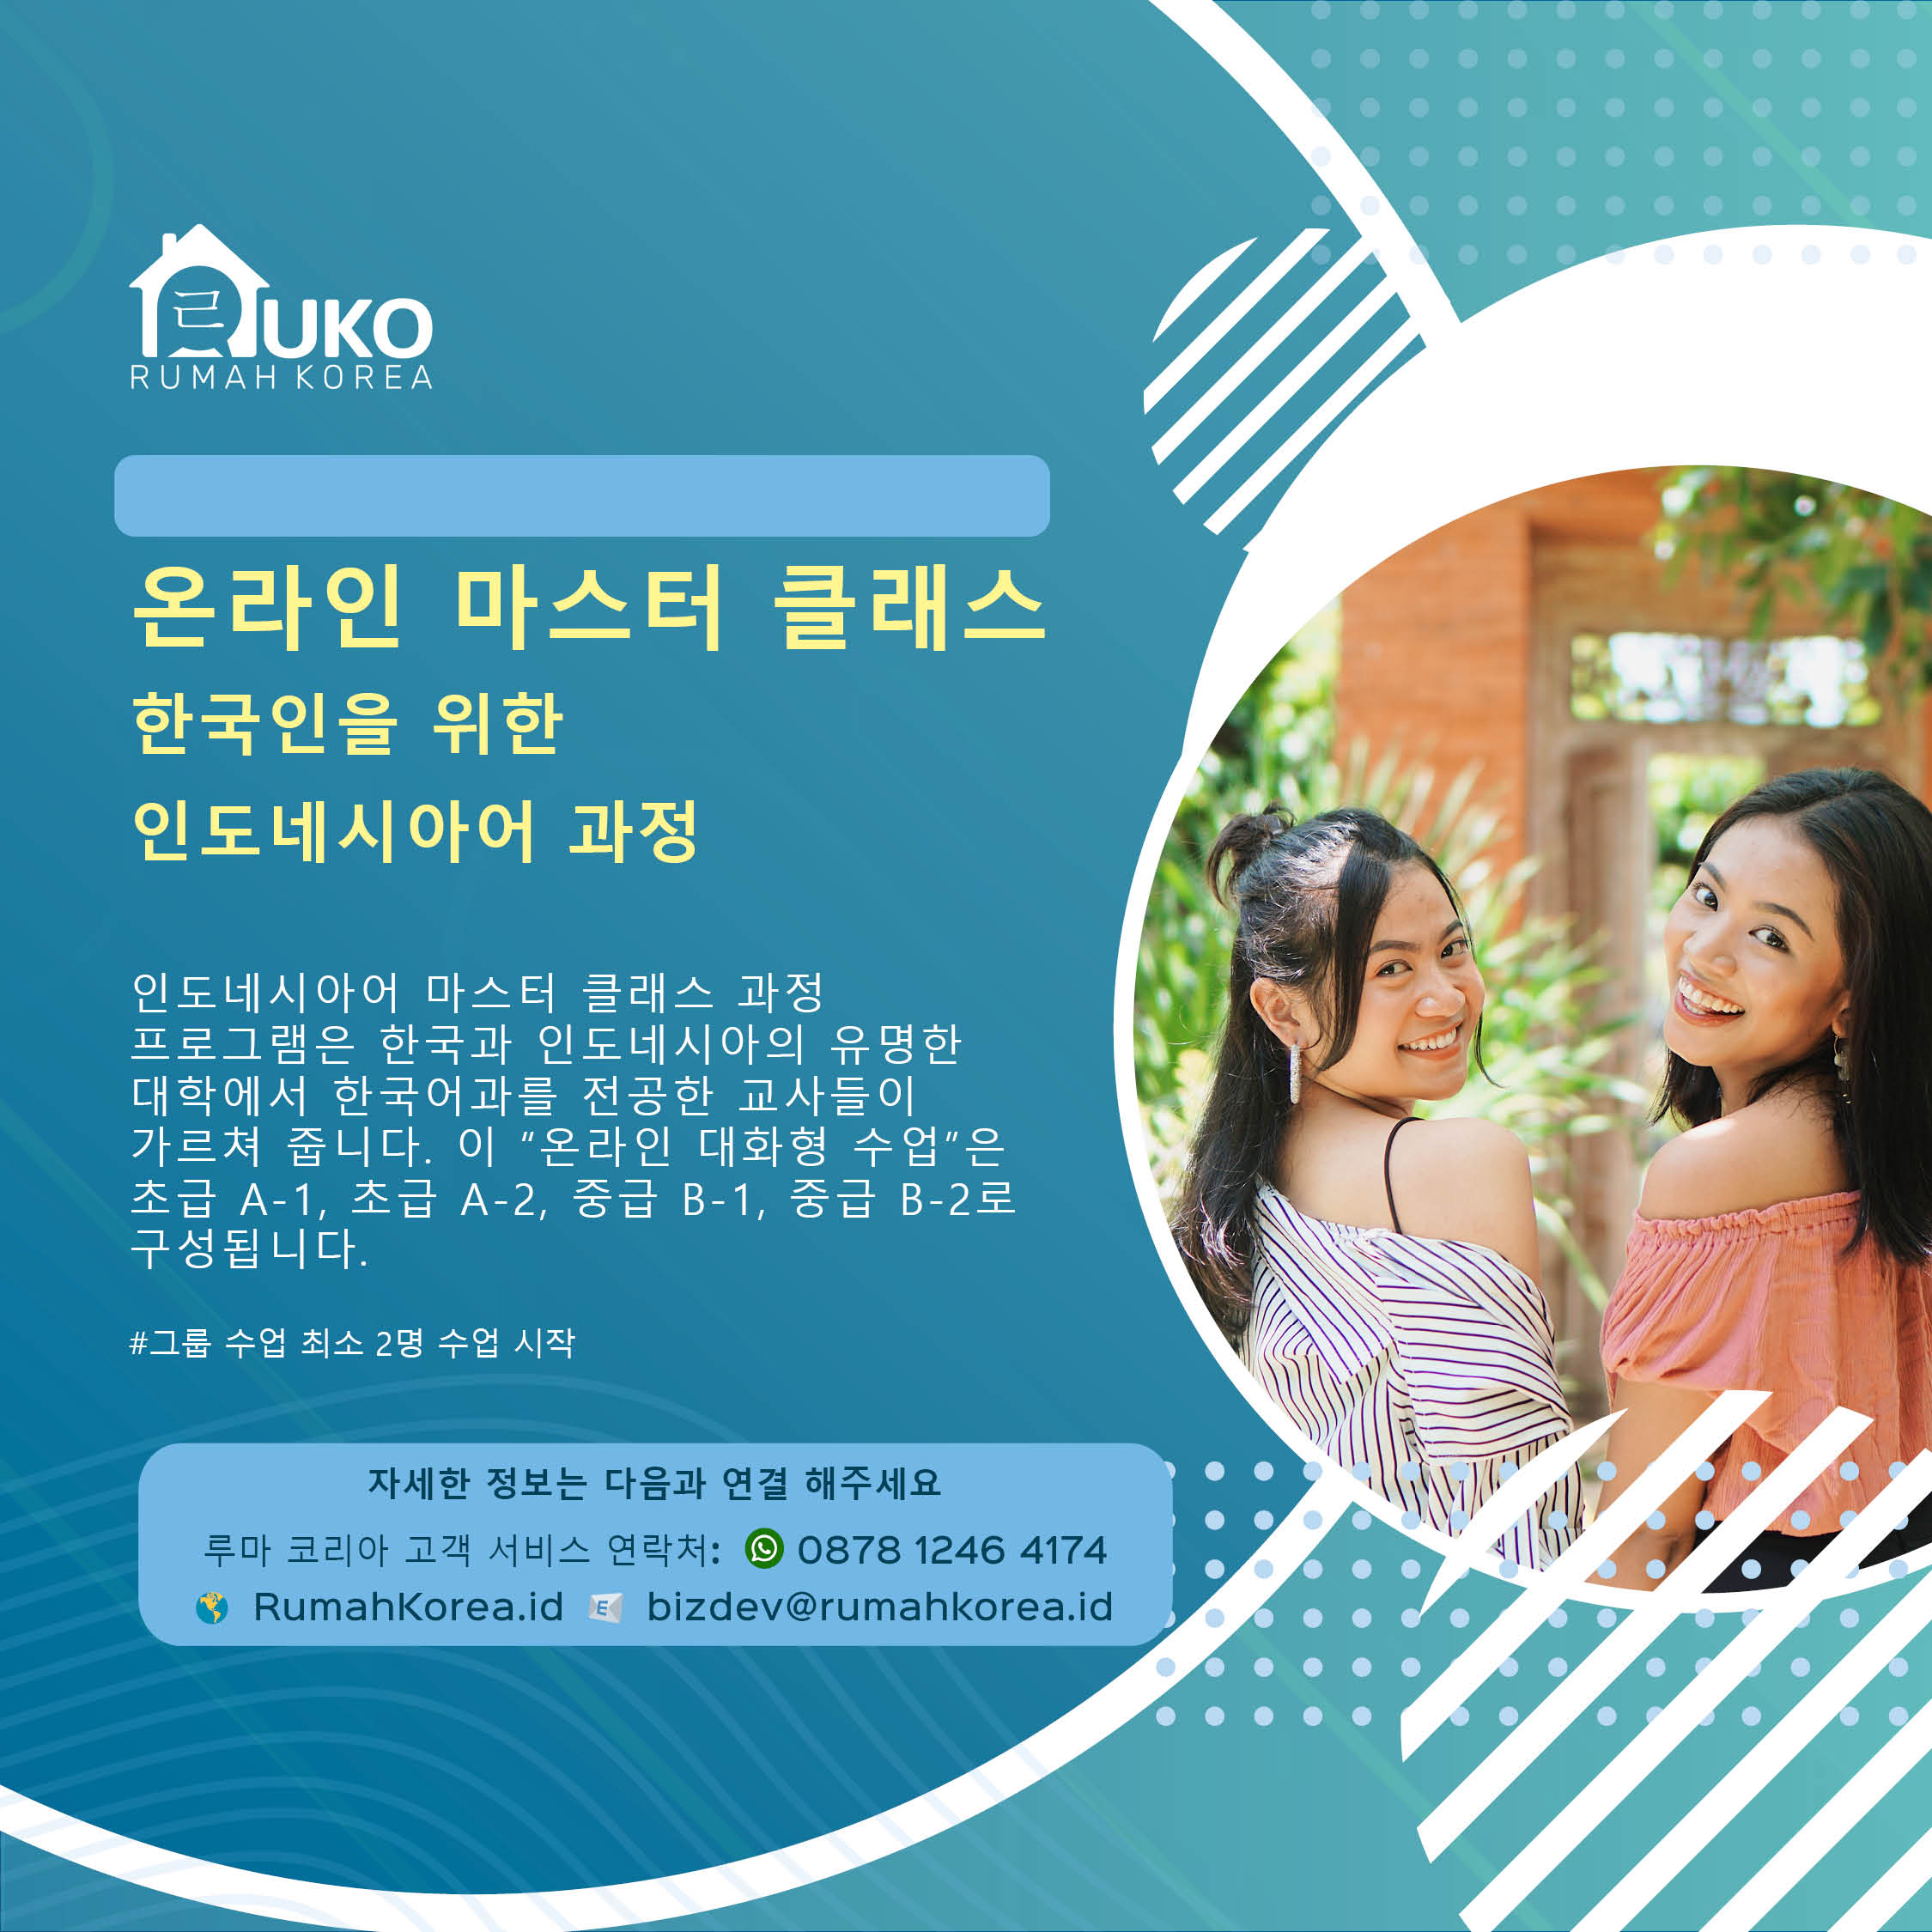 RUKO
RUMAH KOREA
온라인 마스터 클래스
한국인을 위한
인도네시아어 과정
인도네시아어 마스터 클래스 과정
프로그램은 한국과 인도네시아의 유명한
대학에서 한국어과를 전공한 교사들이
가르쳐 줍니다. 이 “온라인 대화형 수업”은
초급 A-1, 초급 A-2, 중급 B-1, 중급 B-2로
구성됩니다.
#그룹 수업 최소 2명 수업 시작
자세한 정보는 다음과 연결 해주세요
루마 코리아 고객 서비스 연락처: 0878 1246 4174
RumahKorea.id E bizdev@rumahkorea.id